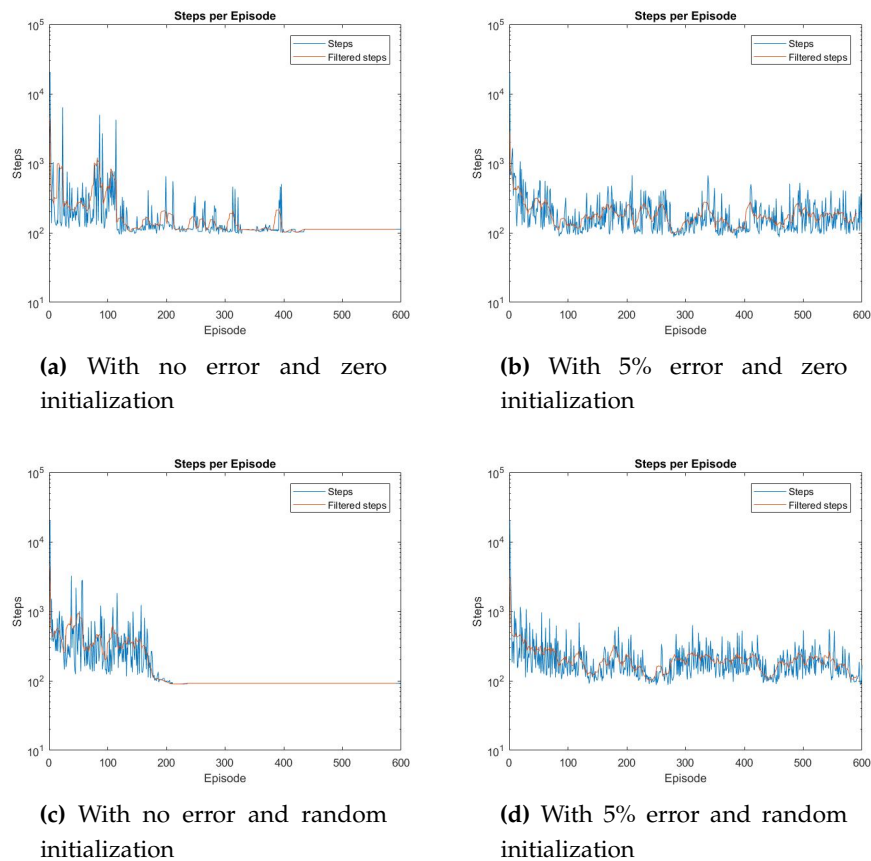 Steps per Episode
10^5
10^4
10^3
10^2
10^1
Steps
Steps
Filtered steps
0 100 200 300 400 500 600
Episode
(a) With no error and zero
initialization
Steps per Episode
10^5
10^4
10^3
10^2
10^1
Steps
Steps
Filtered steps
0 100 200 300 400 500 600
Episode
(b) With 5% error and zero
initialization
Steps per Episode
10^5
10^4
10^3
10^2
10^1
Steps
Steps
Filtered steps
0 100 200 300 400 500 600
Episode
(c) With no error and random
initialization
Steps per Episode
10^5
10^4
10^3
10^2
10^1
Steps
Steps
Filtered steps
0 100 200 300 400 500 600
Episode
(d) With 5% error and random
initialization